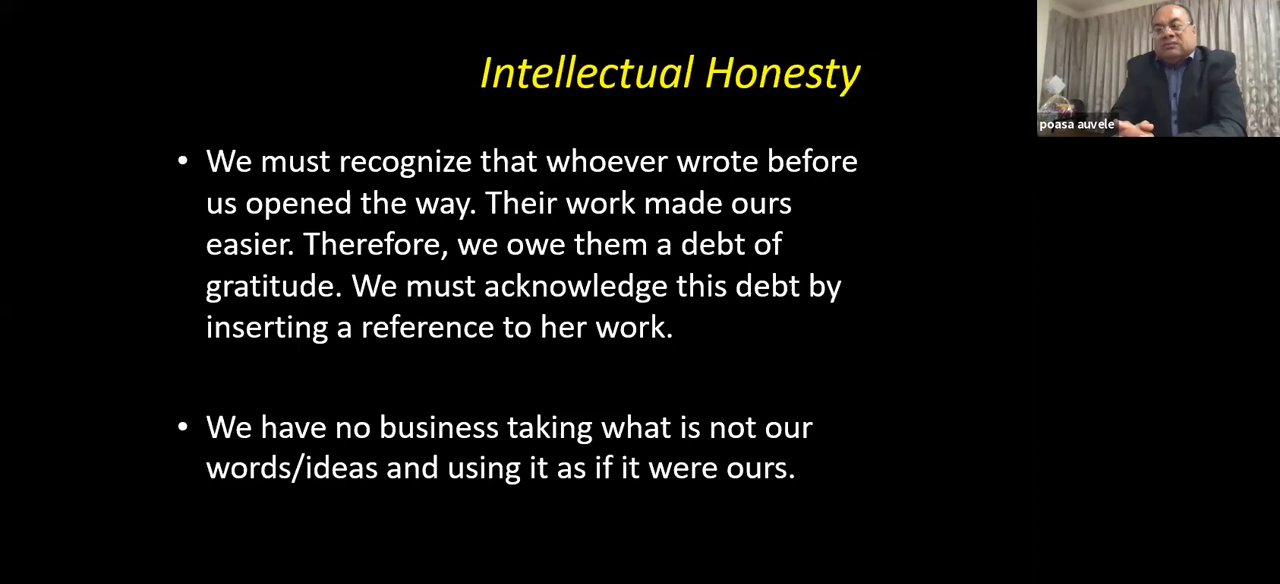 Intellectual Honesty
poasa auvele
• We must recognize that whoever wrote before
us opened the way. Their work made ours
easier. Therefore, we owe them a debt of
gratitude. We must acknowledge this debt by
inserting a reference to her work.
• We have no business taking what is not our
words/ideas and using it as if it were ours.